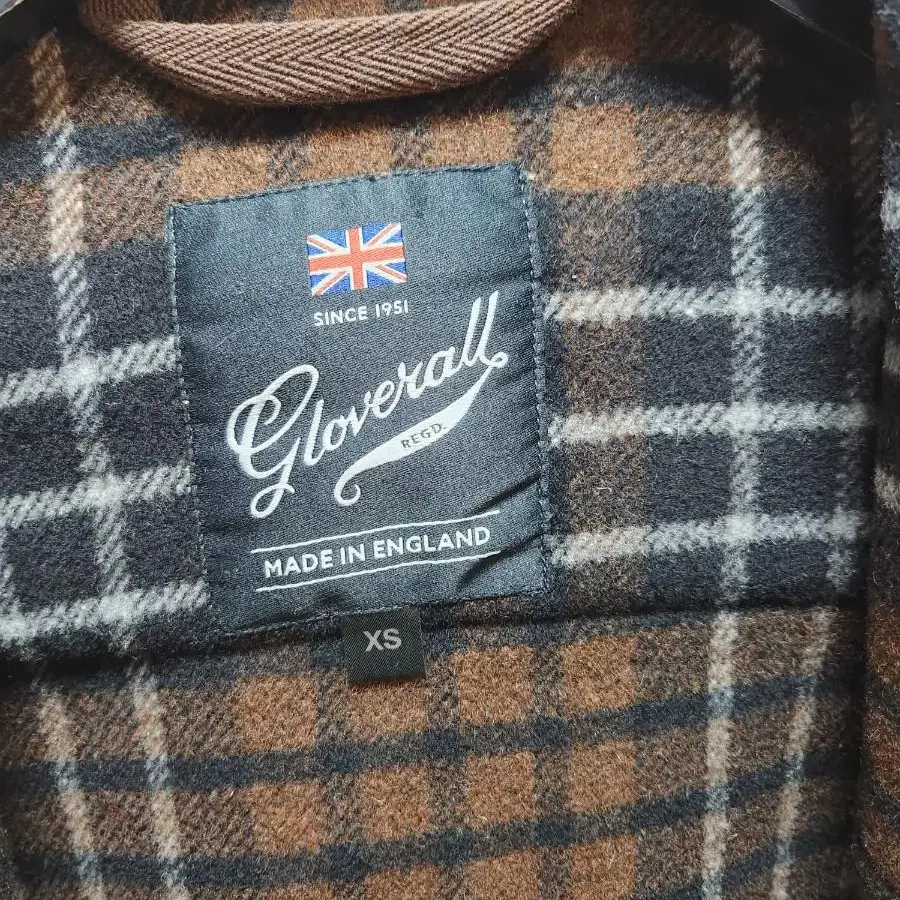 SINCE 1951
Gloverall
REGD.
MADE IN ENGLAND
XS